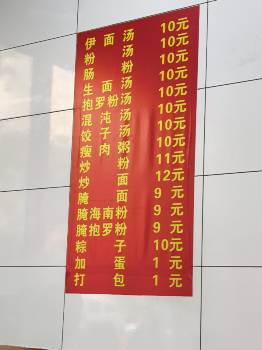 伊面汤 10元
粉汤 10元
肠粉 10元
生面汤 10元
抱罗粉汤 10元
混沌汤 10元
饺子汤 10元
瘦肉粥 10元
炒粉 11元
炒面 12元
腌面 9元
腌海南粉 9元
腌抱罗粉 9元
粽子 10元
加蛋 1元
打包 1元